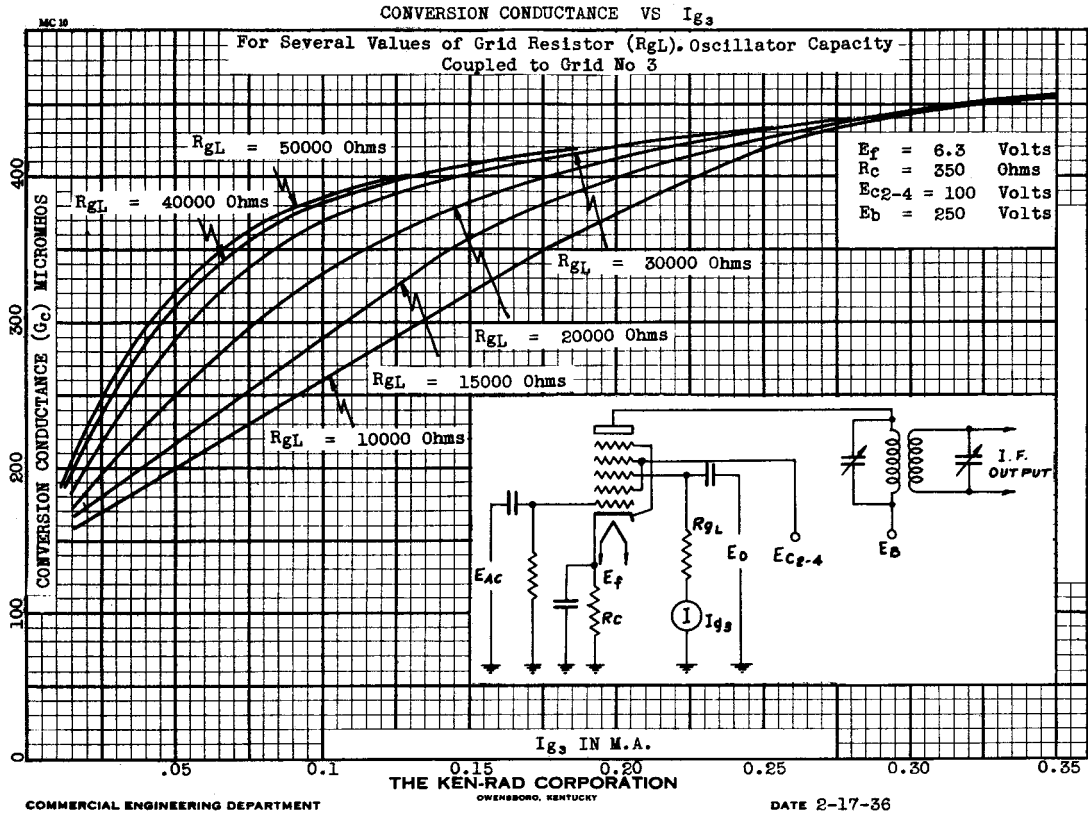 CONVERSION CONDUCTANCE VS Ig3
MC 10
For Several Values of Grid Resistor (RgL). Oscillator Capacity
Coupled to Grid No 3
RgL = 50000 Ohms
RgL = 40000 Ohms
Ef = 6.3 Volts
Rc = 350 Ohms
Ec2-4 = 100 Volts
Eb = 250 Volts
RgL = 30000 Ohms
RgL = 20000 Ohms
RgL = 15000 Ohms
RgL = 10000 Ohms
CONVERSION CONDUCTANCE (Gc) MICROMHOS
400
300
200
100
0
I.F.
OUTPUT
RgL
EAC
Ef
Rc
I
Ig3
EO
EC2-4
EB
Ig3 IN M.A.
.05
0.1
0.15
0.20
0.25
0.30
0.35
THE KEN-RAD CORPORATION
OWENSBORO, KENTUCKY
COMMERCIAL ENGINEERING DEPARTMENT
DATE 2-17-36